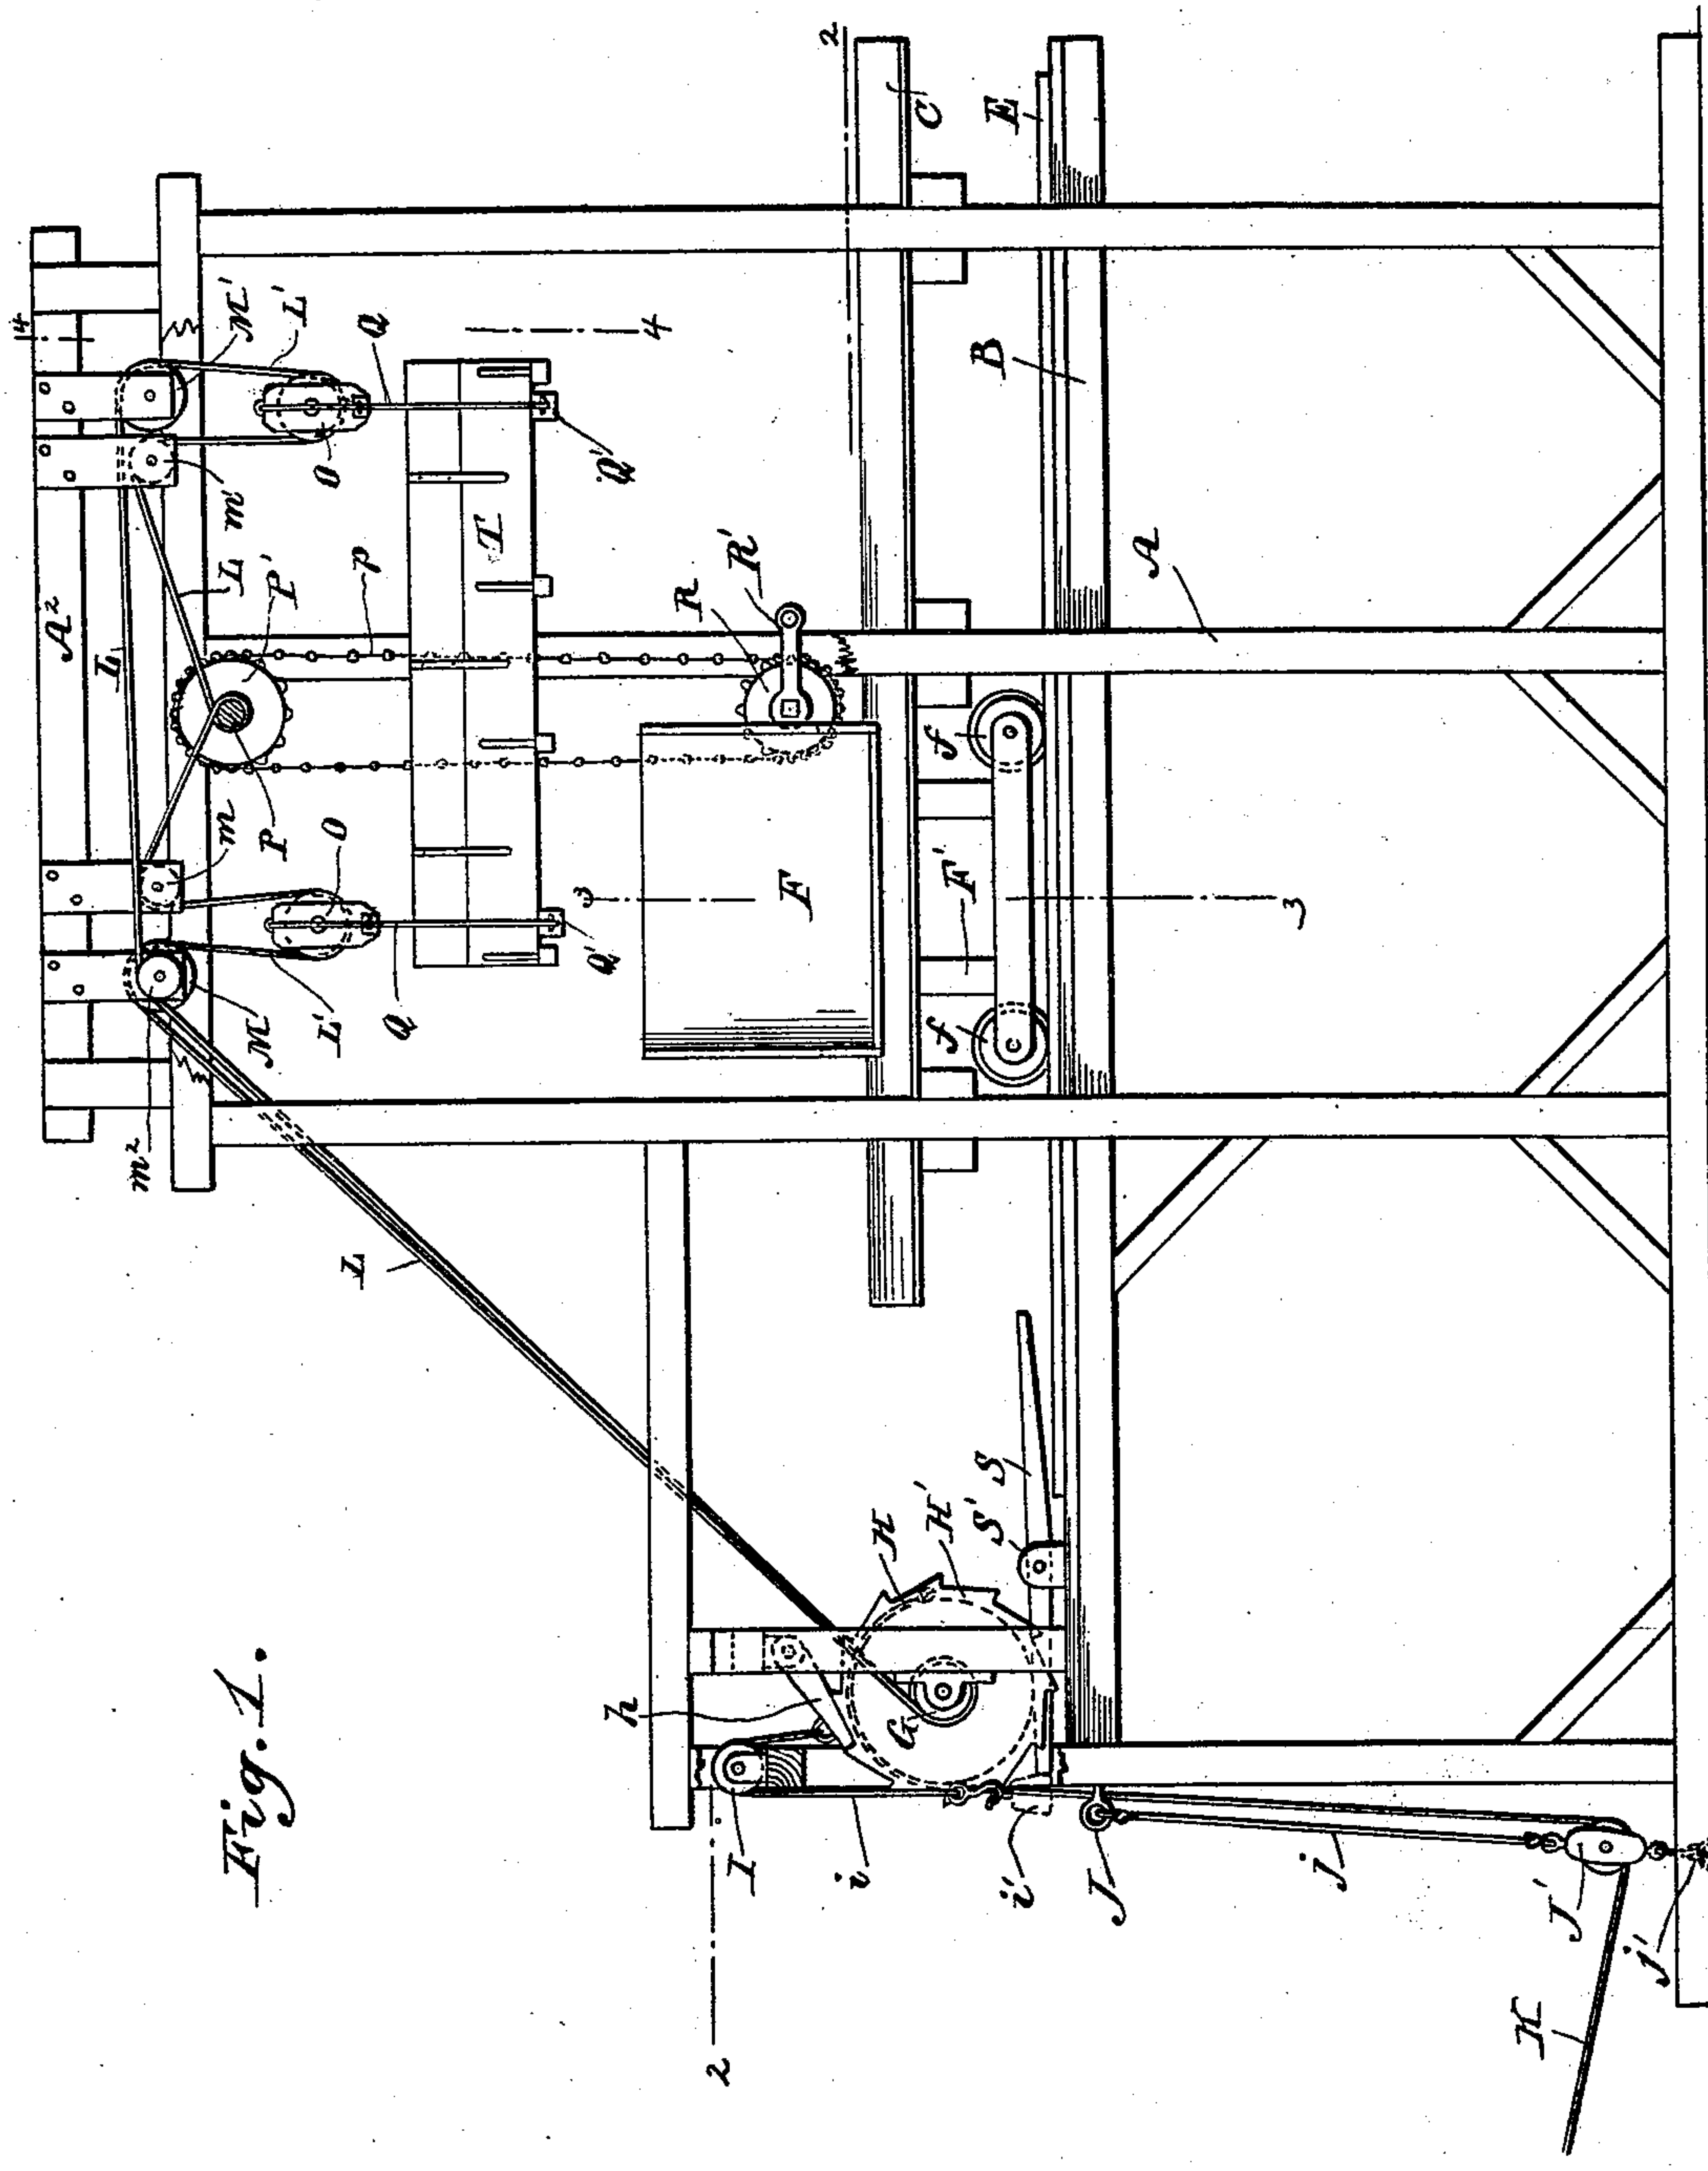 Fig. 1.
4
A²
M'
L'
m'
L
L
P'
p
Q
4
O
T
Q'
m
P
O
3
m²
M
L'
Q
Q'
R
R'
F
2
C
E
B
A
f
F'
f
3
L
h
H
H'
S'
S
G
I
i
i'
J
j
J'
j'
K
2